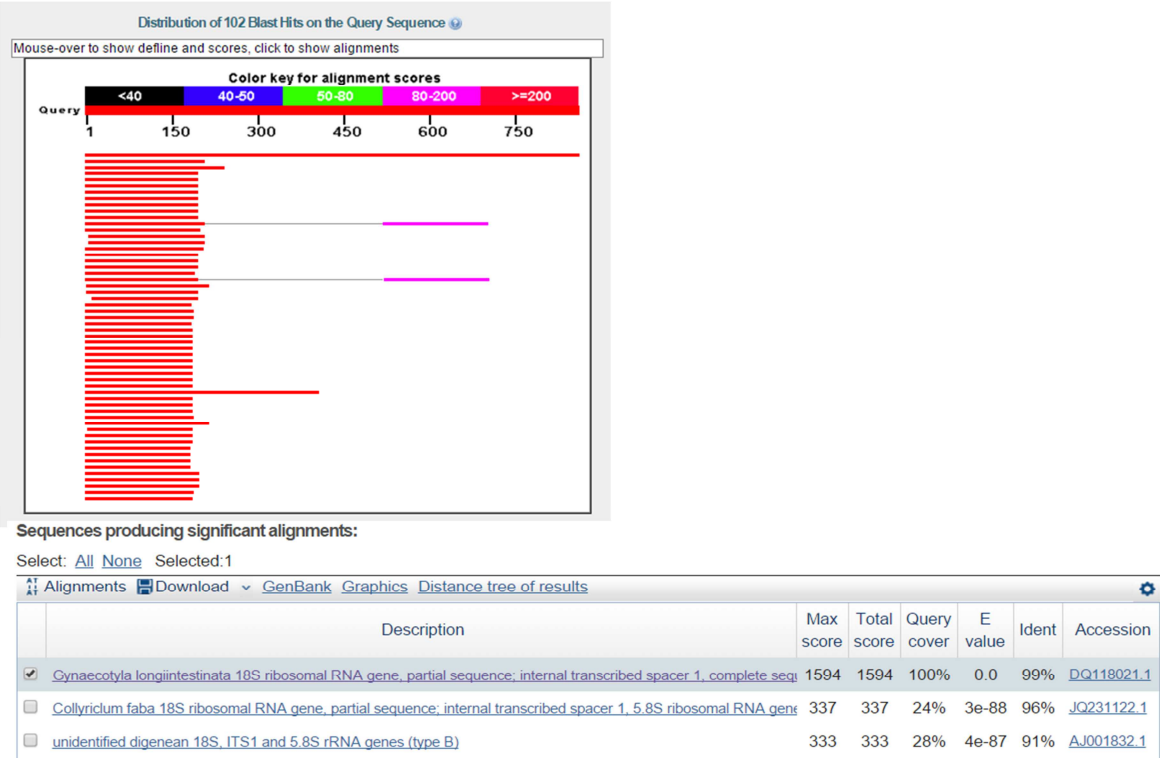 Distribution of 102 Blast Hits on the Query Sequence
Mouse-over to show defline and scores, click to show alignments
Color key for alignment scores
<40 40-50 50-80 80-200 >=200
Query
1 150 300 450 600 750
Sequences producing significant alignments:
Select: All None Selected:1
Alignments Download GenBank Graphics Distance tree of results
Description Max score Total score Query cover E value Ident Accession
Gynaecotyla longiintestinata 18S ribosomal RNA gene, partial sequence; internal transcribed spacer 1, complete sequ 1594 1594 100% 0.0 99% DQ118021.1
Collyriclum faba 18S ribosomal RNA gene, partial sequence; internal transcribed spacer 1, 5.8S ribosomal RNA gene 337 337 24% 3e-88 96% JQ231122.1
unidentified digenean 18S, ITS1 and 5.8S rRNA genes (type B) 333 333 28% 4e-87 91% AJ001832.1